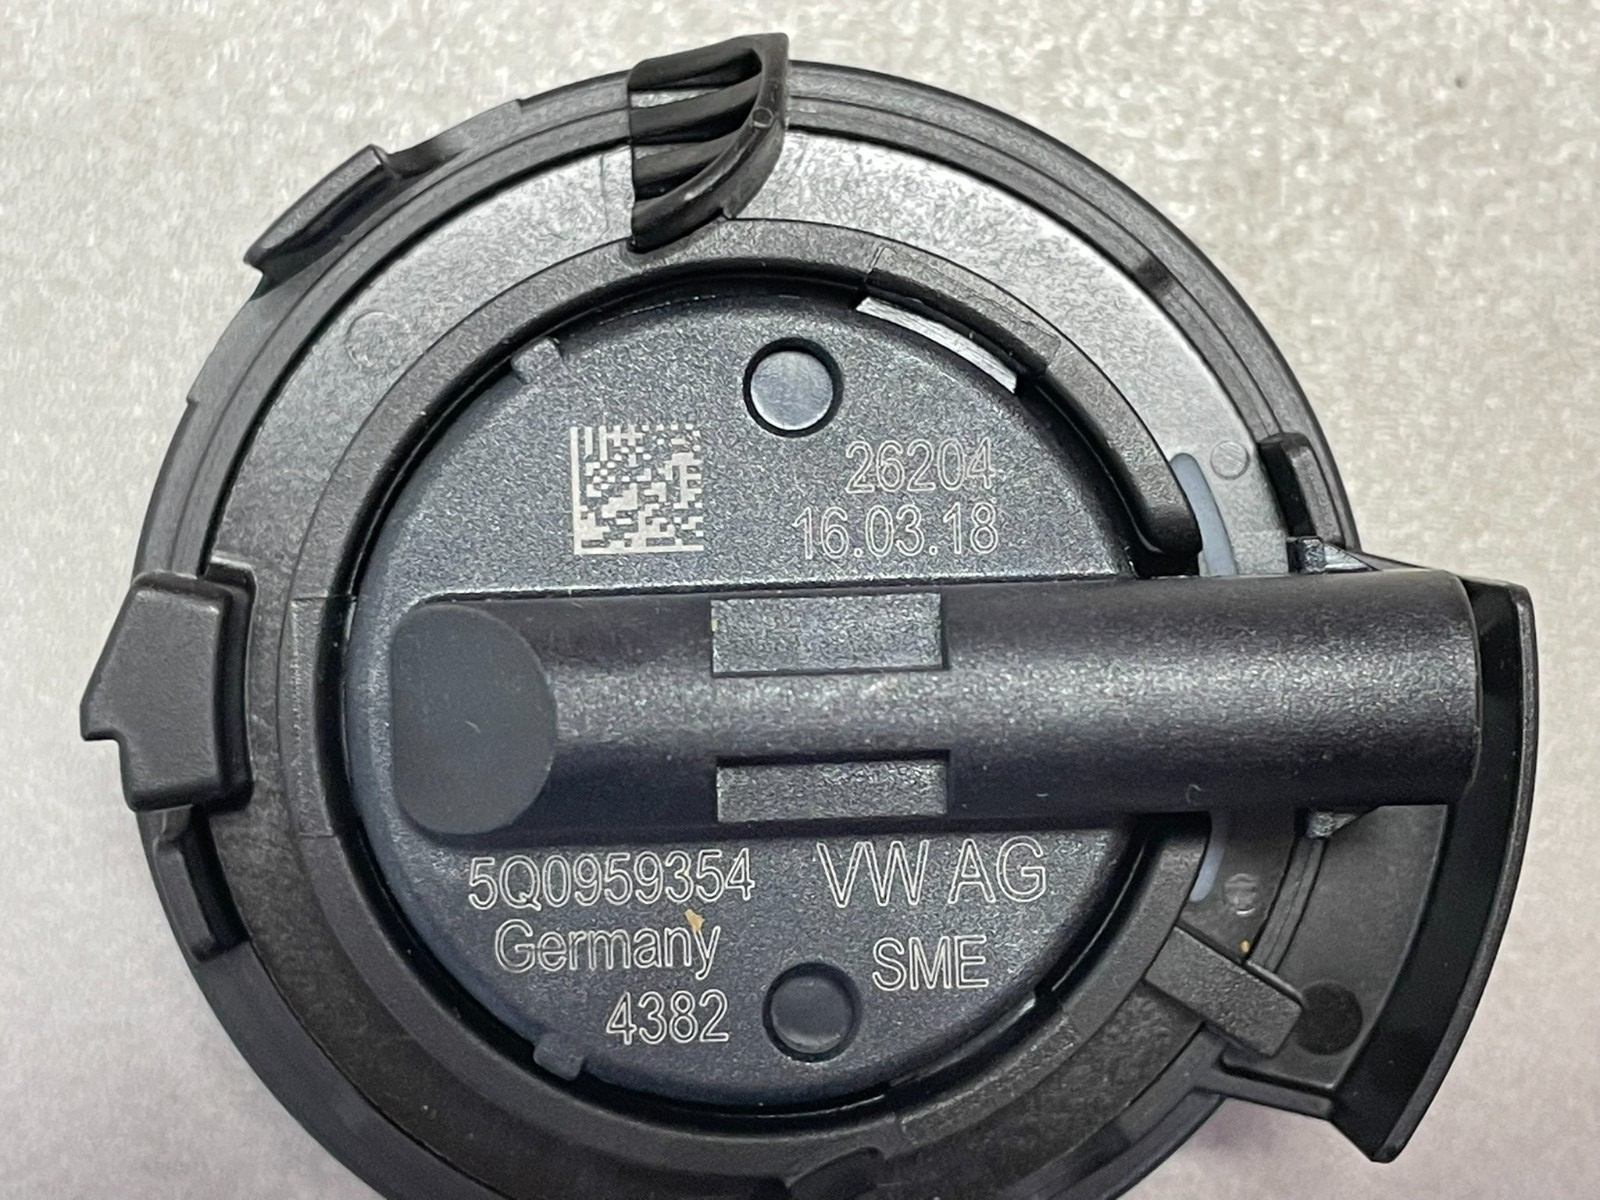 26204
16.03.18
5Q0959354 VW AG
Germany SME
4382